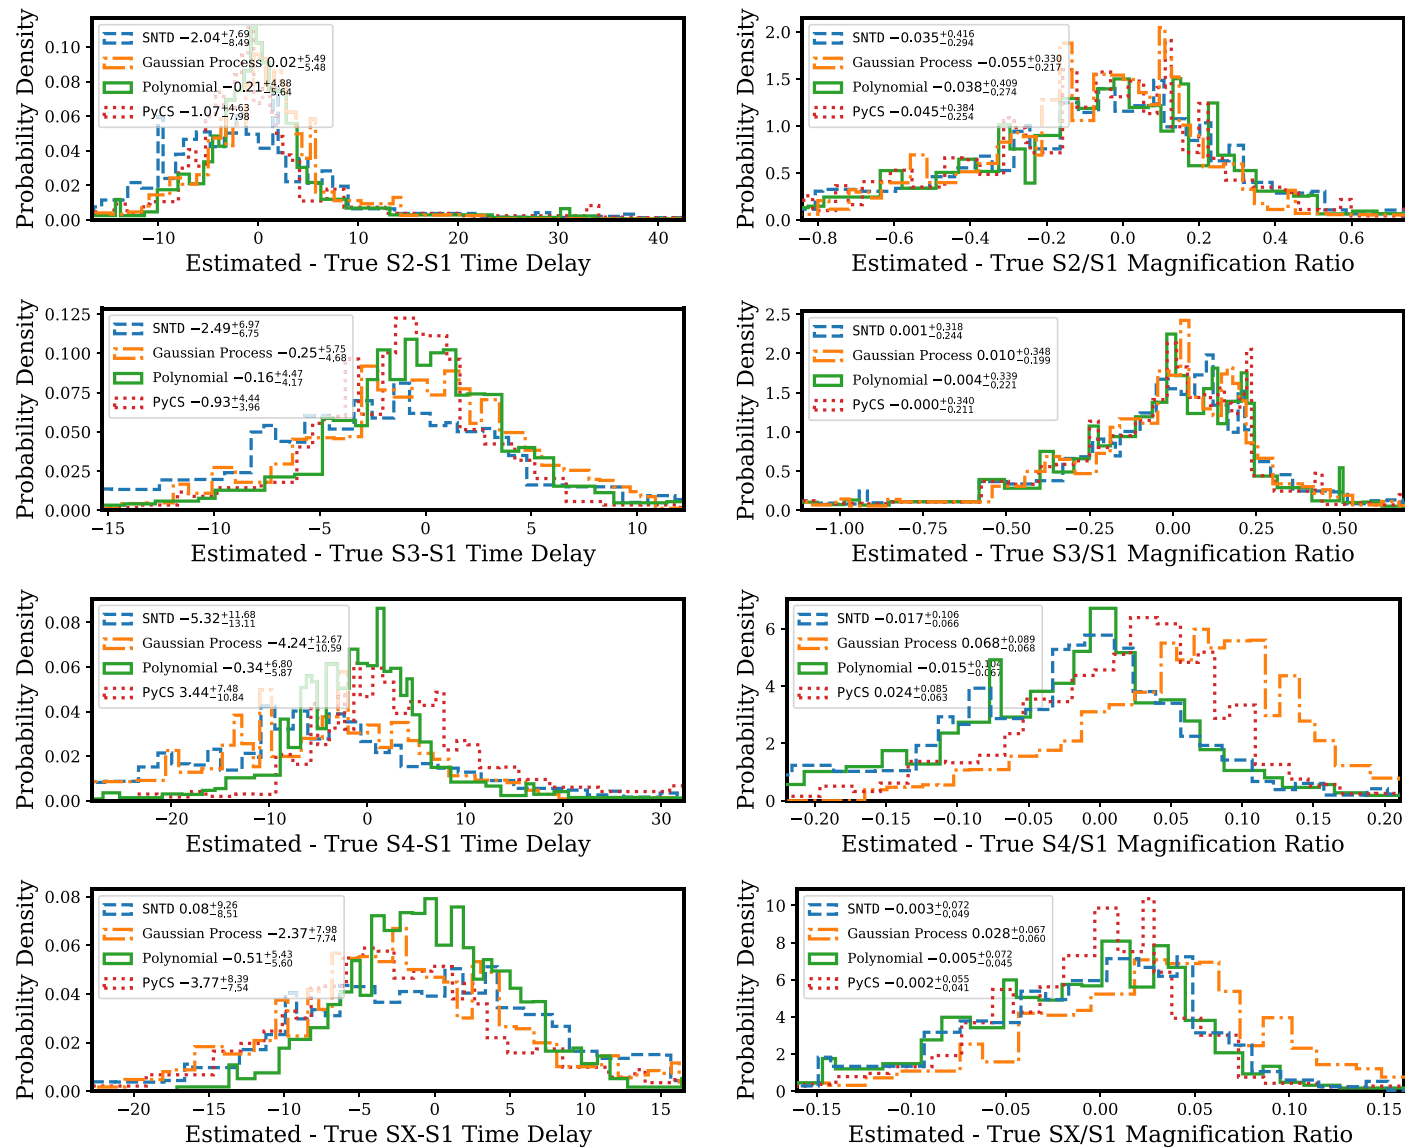 Probability Density
0.10
0.08
0.06
0.04
0.02
0.00
SNTD −2.04 +7.69 −8.49
Gaussian Process 0.02 +5.49 −5.48
Polynomial −0.21 +4.88 −5.64
PyCS −1.07 +4.63 −7.98
−10 0 10 20 30 40
Estimated - True S2-S1 Time Delay
Probability Density
2.0
1.5
1.0
0.5
0.0
SNTD −0.035 +0.416 −0.294
Gaussian Process −0.055 +0.330 −0.217
Polynomial −0.038 +0.409 −0.274
PyCS −0.045 +0.384 −0.254
−0.8 −0.6 −0.4 −0.2 0.0 0.2 0.4 0.6
Estimated - True S2/S1 Magnification Ratio
Probability Density
0.125
0.100
0.075
0.050
0.025
0.000
SNTD −2.49 +6.97 −6.75
Gaussian Process −0.25 +5.75 −4.68
Polynomial −0.16 +4.47 −4.17
PyCS −0.93 +4.44 −3.96
−15 −10 −5 0 5 10
Estimated - True S3-S1 Time Delay
Probability Density
2.5
2.0
1.5
1.0
0.5
0.0
SNTD 0.001 +0.318 −0.244
Gaussian Process 0.010 +0.348 −0.199
Polynomial −0.004 +0.339 −0.221
PyCS −0.000 +0.340 −0.211
−1.00 −0.75 −0.50 −0.25 0.00 0.25 0.50
Estimated - True S3/S1 Magnification Ratio
Probability Density
0.08
0.06
0.04
0.02
0.00
SNTD −5.32 +11.68 −13.11
Gaussian Process −4.24 +12.67 −10.59
Polynomial −0.34 +6.80 −5.87
PyCS 3.44 +7.48 −10.84
−20 −10 0 10 20 30
Estimated - True S4-S1 Time Delay
Probability Density
6
4
2
0
SNTD −0.017 +0.106 −0.066
Gaussian Process 0.068 +0.089 −0.068
Polynomial −0.015 +0.104 −0.067
PyCS 0.024 +0.085 −0.063
−0.20 −0.15 −0.10 −0.05 0.00 0.05 0.10 0.15 0.20
Estimated - True S4/S1 Magnification Ratio
Probability Density
0.08
0.06
0.04
0.02
0.00
SNTD 0.08 +9.26 −8.51
Gaussian Process −2.37 +7.98 −7.74
Polynomial −0.51 +5.43 −5.60
PyCS −3.77 +8.39 −7.54
−20 −15 −10 −5 0 5 10 15
Estimated - True SX-S1 Time Delay
Probability Density
10
8
6
4
2
0
SNTD −0.003 +0.072 −0.049
Gaussian Process 0.028 +0.067 −0.060
Polynomial −0.005 +0.072 −0.045
PyCS −0.002 +0.055 −0.041
−0.15 −0.10 −0.05 0.00 0.05 0.10 0.15
Estimated - True SX/S1 Magnification Ratio